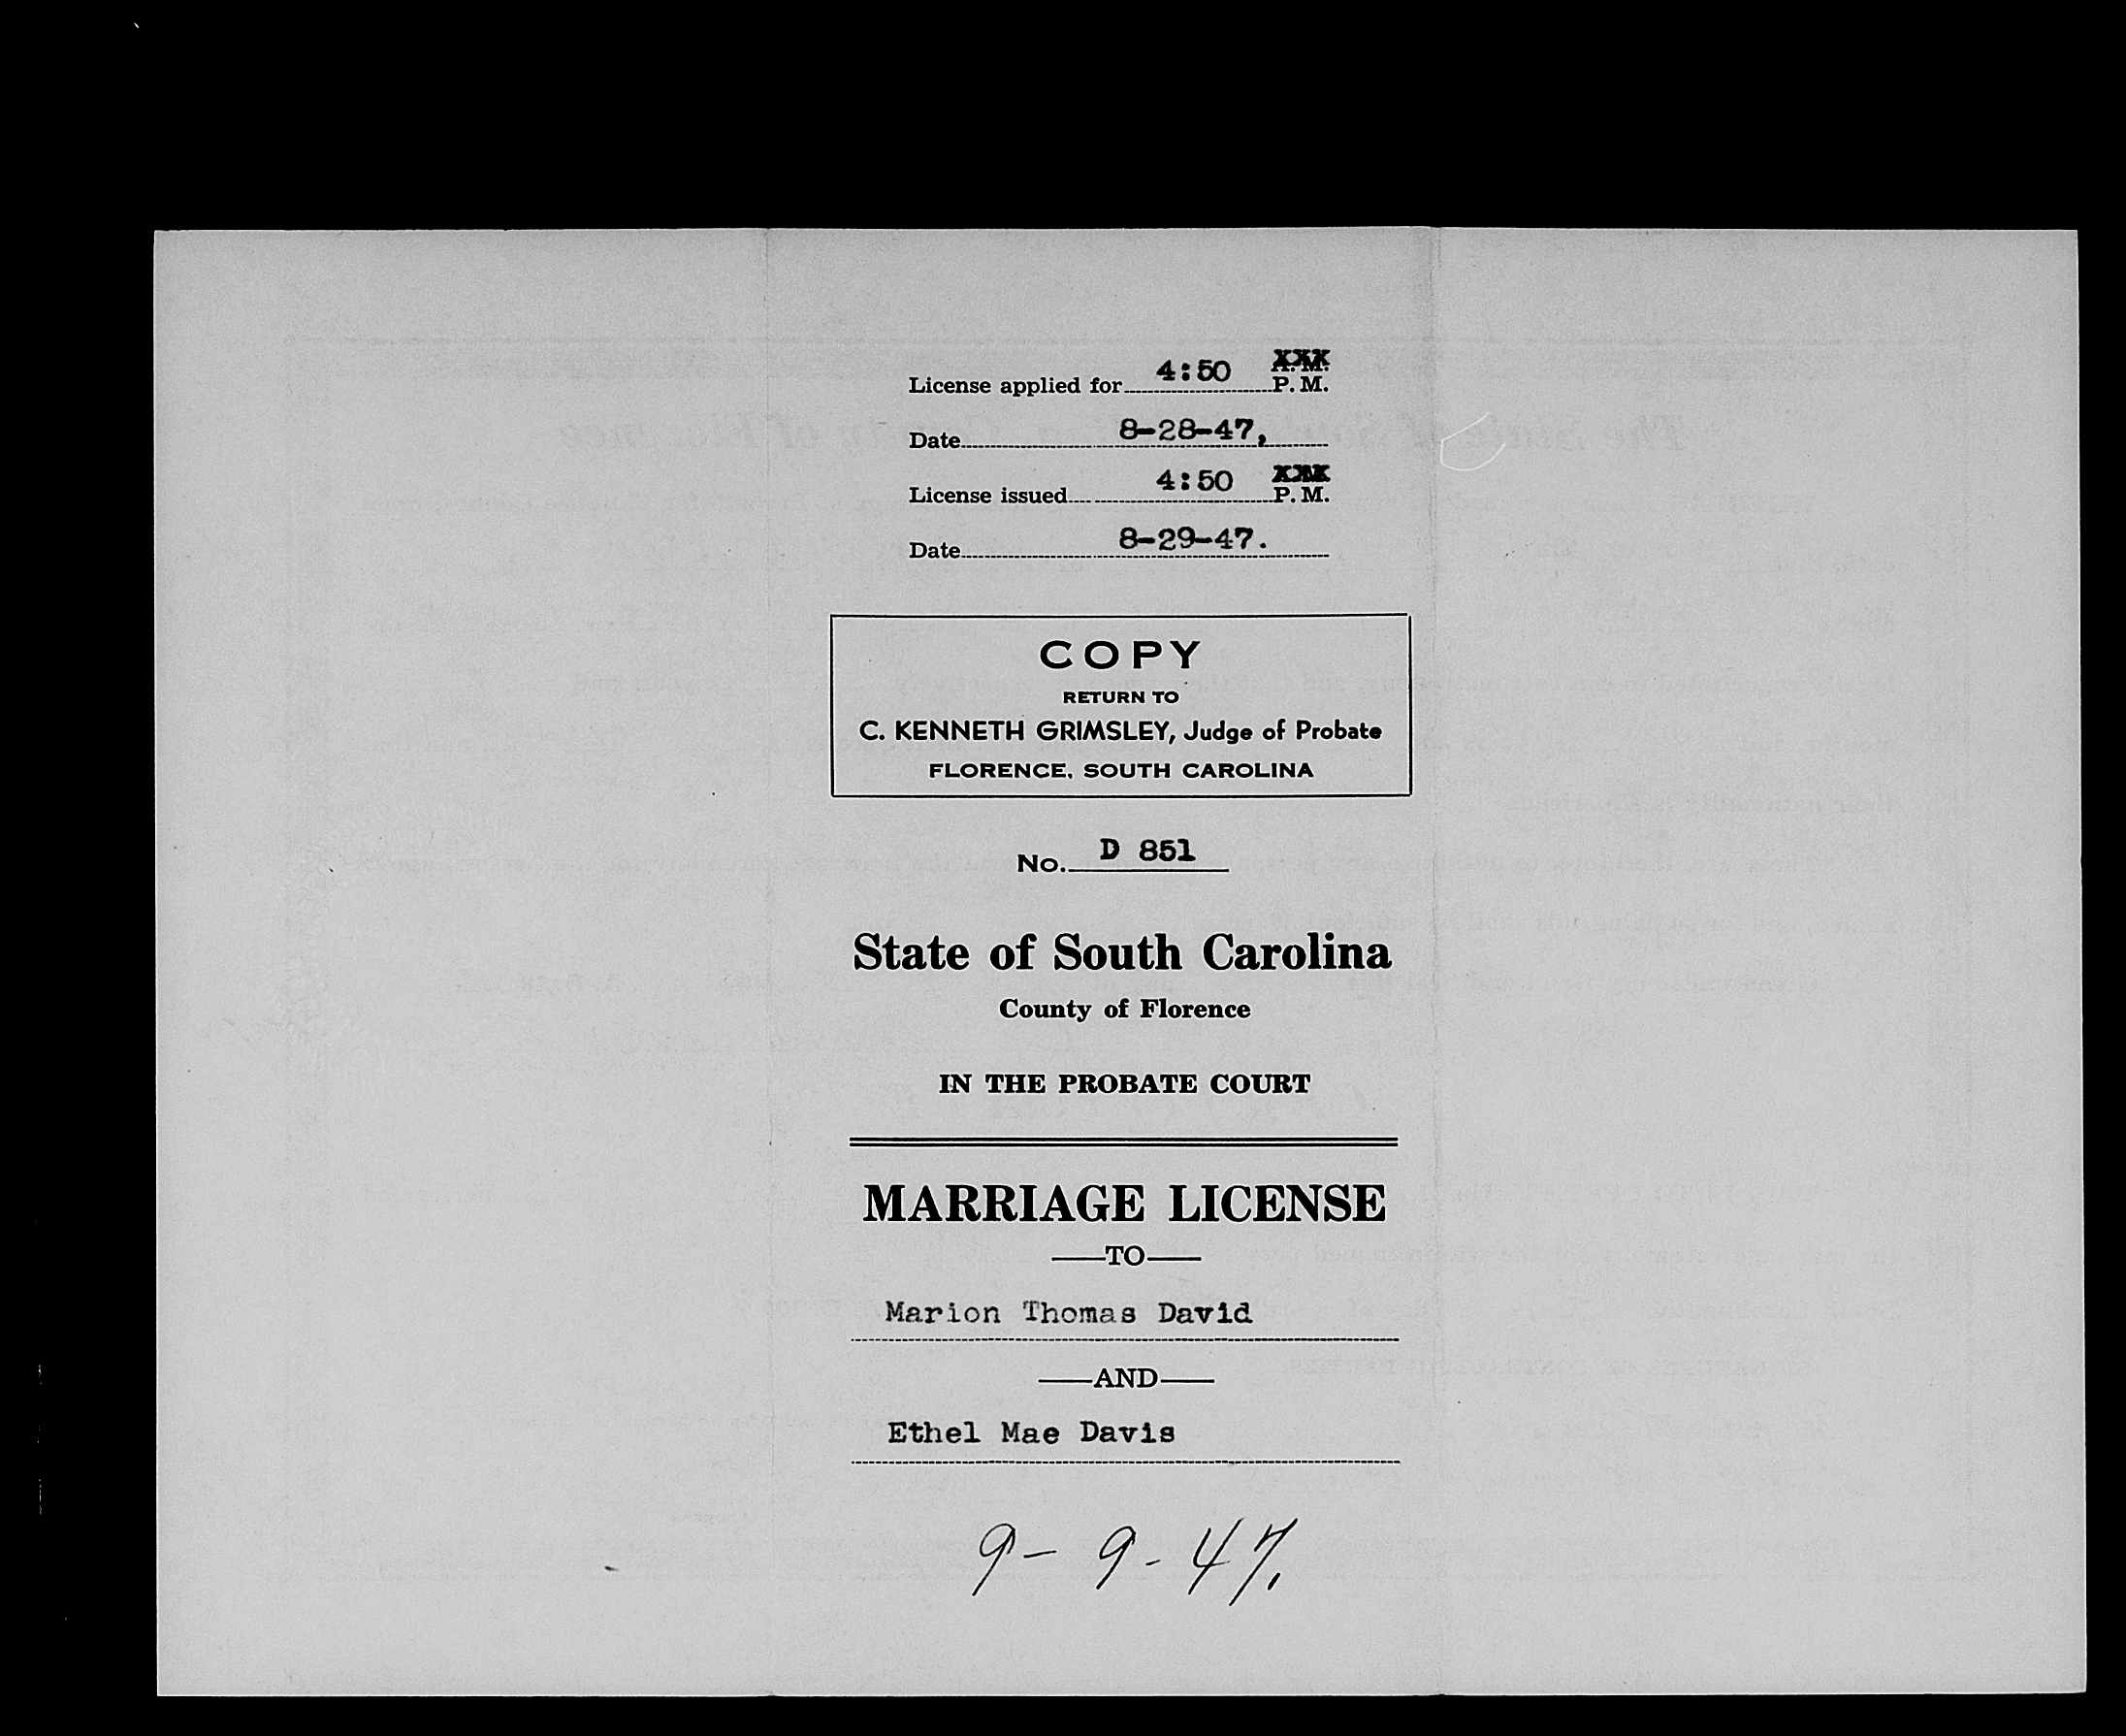 License applied for 4:50 P. M.
Date 8-28-47,
License issued 4:50 P. M.
Date 8-29-47.
COPY
RETURN TO
C. KENNETH GRIMSLEY, Judge of Probate
FLORENCE, SOUTH CAROLINA
No. D 851
State of South Carolina
County of Florence
IN THE PROBATE COURT
MARRIAGE LICENSE
—TO—
Marion Thomas David
—AND—
Ethel Mae Davis
9- 9- 47.